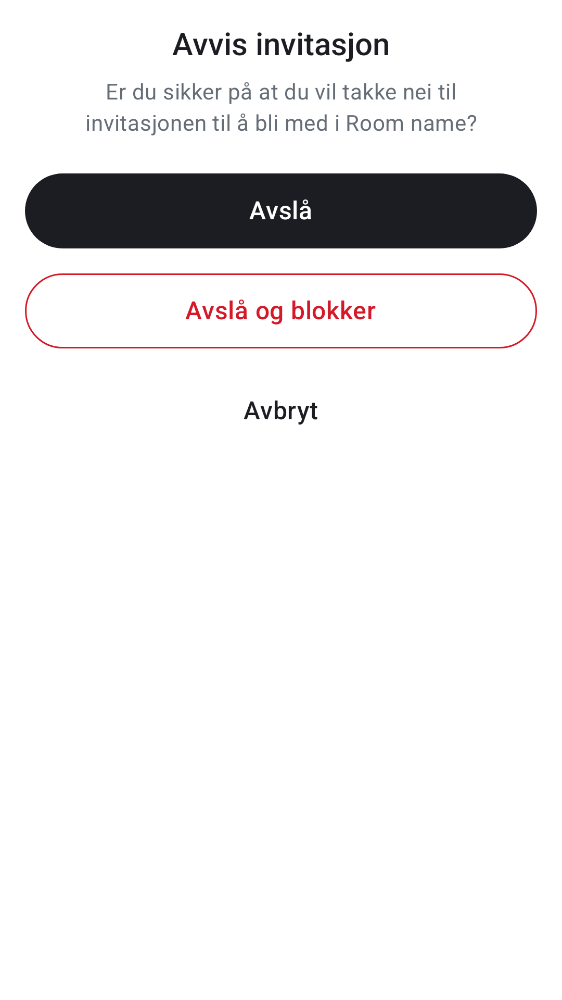 Avvis invitasjon
Er du sikker på at du vil takke nei til
invitasjonen til å bli med i Room name?
Avslå
Avslå og blokker
Avbryt